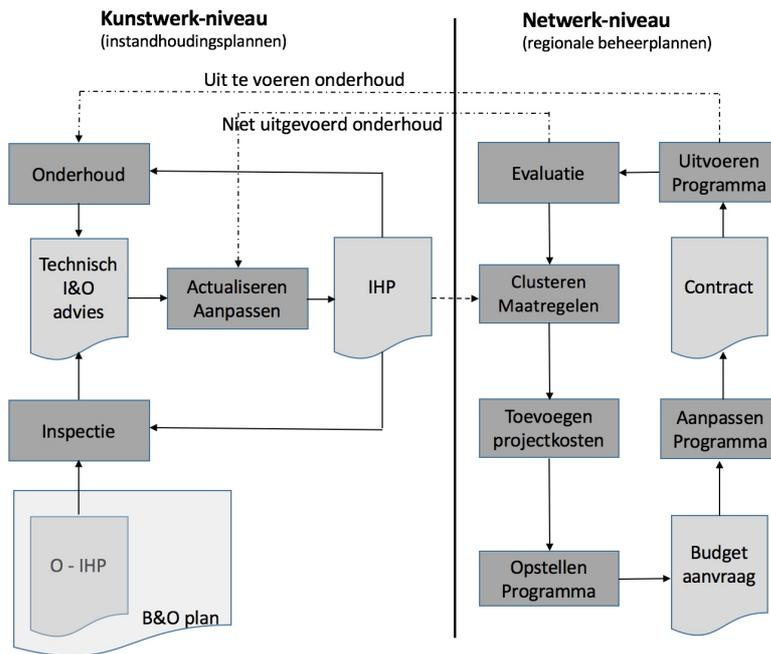 Kunstwerk-niveau
(instandhoudingsplannen)
Netwerk-niveau
(regionale beheerplannen)
Uit te voeren onderhoud
Niet uitgevoerd onderhoud
Onderhoud
Technisch
I&O
advies
Actualiseren
Aanpassen
IHP
Inspectie
O - IHP
B&O plan
Evaluatie
Uitvoeren
Programma
Clusteren
Maatregelen
Contract
Toevoegen
projectkosten
Aanpassen
Programma
Opstellen
Programma
Budget
aanvraag